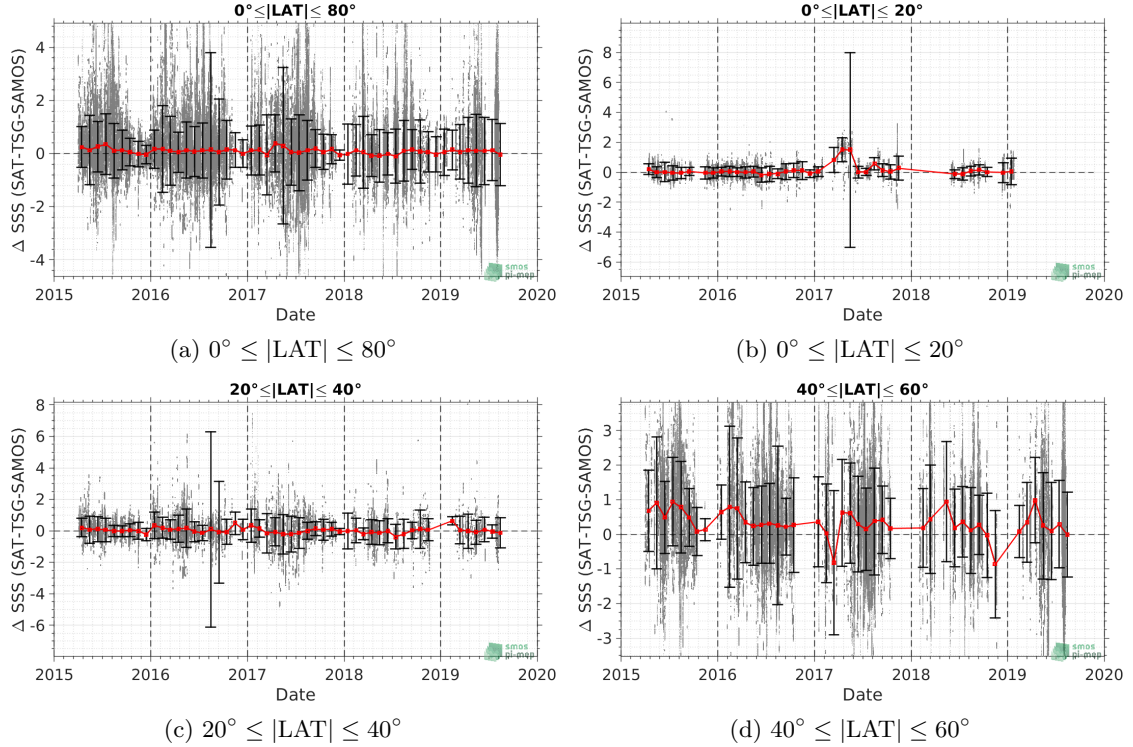 0°≤|LAT|≤ 80°
Δ SSS (SAT-TSG-SAMOS)
4
2
0
-2
-4
2015 2016 2017 2018 2019 2020
Date
smos
pi-mep
(a) 0° ≤ |LAT| ≤ 80°
0°≤|LAT|≤ 20°
Δ SSS (SAT-TSG-SAMOS)
8
6
4
2
0
-2
-4
-6
2015 2016 2017 2018 2019 2020
Date
smos
pi-mep
(b) 0° ≤ |LAT| ≤ 20°
20°≤|LAT|≤ 40°
Δ SSS (SAT-TSG-SAMOS)
8
6
4
2
0
-2
-4
-6
2015 2016 2017 2018 2019 2020
Date
smos
pi-mep
(c) 20° ≤ |LAT| ≤ 40°
40°≤|LAT|≤ 60°
Δ SSS (SAT-TSG-SAMOS)
3
2
1
0
-1
-2
-3
2015 2016 2017 2018 2019 2020
Date
smos
pi-mep
(d) 40° ≤ |LAT| ≤ 60°